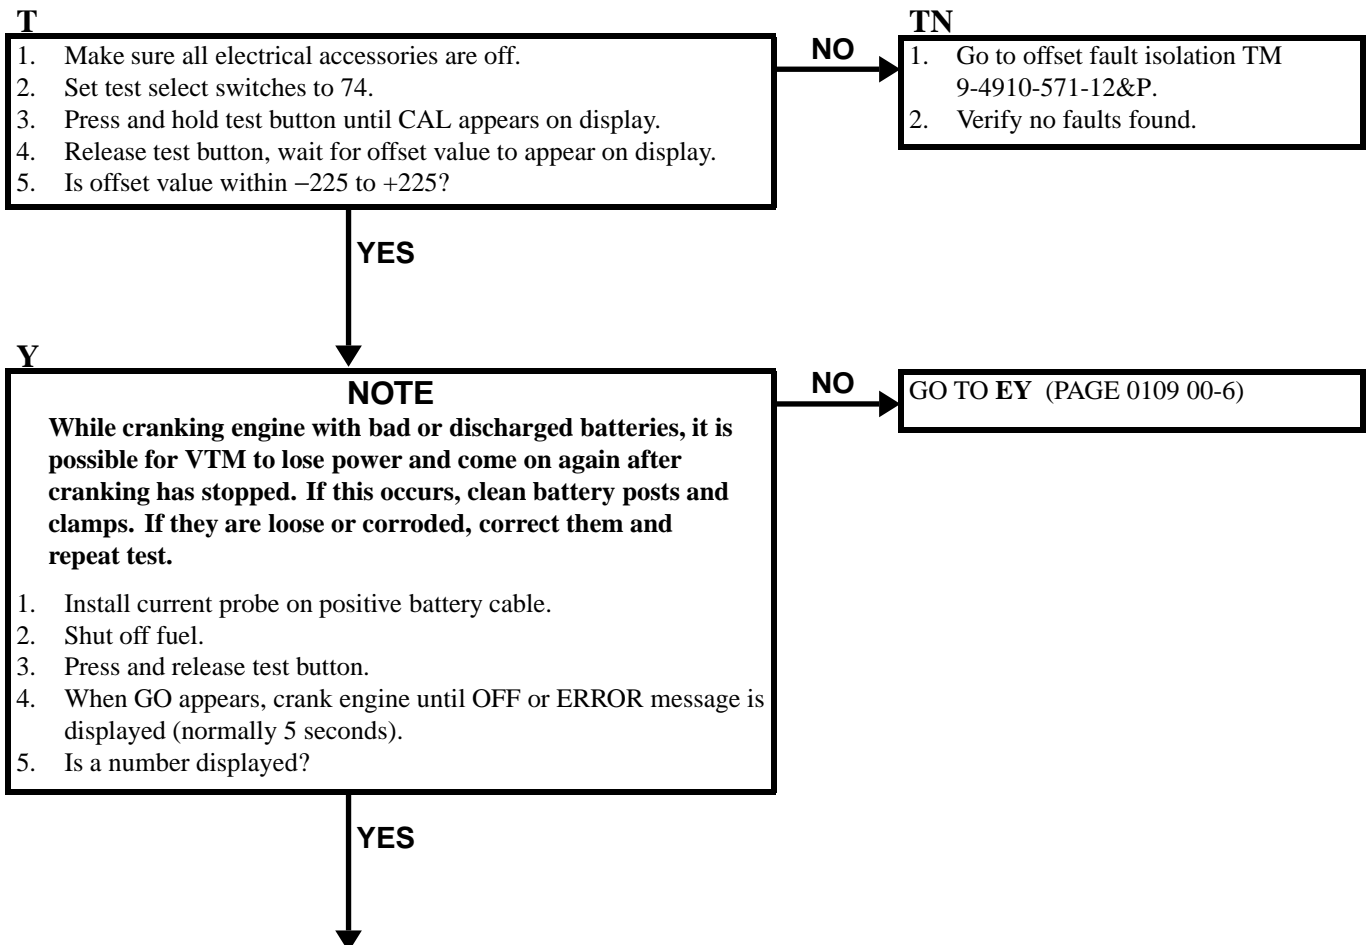 T
1. Make sure all electrical accessories are off.
2. Set test select switches to 74.
3. Press and hold test button until CAL appears on display.
4. Release test button, wait for offset value to appear on display.
5. Is offset value within −225 to +225?
NO
TN
1. Go to offset fault isolation TM
9-4910-571-12&P.
2. Verify no faults found.
YES
Y
NOTE
While cranking engine with bad or discharged batteries, it is
possible for VTM to lose power and come on again after
cranking has stopped. If this occurs, clean battery posts and
clamps. If they are loose or corroded, correct them and
repeat test.
1. Install current probe on positive battery cable.
2. Shut off fuel.
3. Press and release test button.
4. When GO appears, crank engine until OFF or ERROR message is
displayed (normally 5 seconds).
5. Is a number displayed?
NO
GO TO EY (PAGE 0109 00-6)
YES